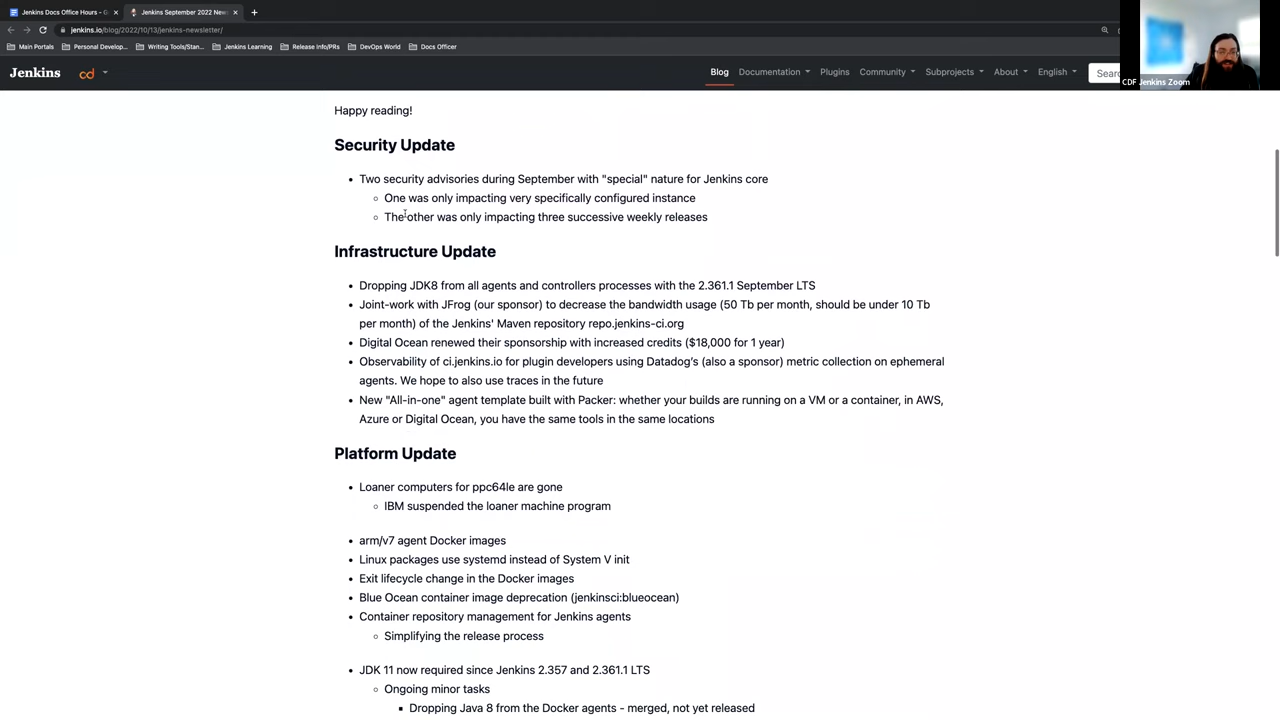 Jenkins Docs Office Hours – G
Jenkins September 2022 New
jenkins.io/blog/2022/10/13/jenkins-newsletter/
Main Portals
Personal Develop...
Writing Tools/Stan...
Jenkins Learning
Release Info/PRs
DevOps World
Docs Officer
CDF Jenkins Zoom
Jenkins
cd
Blog
Documentation
Plugins
Community
Subprojects
About
English
Searc
Happy reading!
Security Update
Two security advisories during September with "special" nature for Jenkins core
One was only impacting very specifically configured instance
The other was only impacting three successive weekly releases
Infrastructure Update
Dropping JDK8 from all agents and controllers processes with the 2.361.1 September LTS
Joint-work with JFrog (our sponsor) to decrease the bandwidth usage (50 Tb per month, should be under 10 Tb
per month) of the Jenkins' Maven repository repo.jenkins-ci.org
Digital Ocean renewed their sponsorship with increased credits ($18,000 for 1 year)
Observability of ci.jenkins.io for plugin developers using Datadog's (also a sponsor) metric collection on ephemeral
agents. We hope to also use traces in the future
New "All-in-one" agent template built with Packer: whether your builds are running on a VM or a container, in AWS,
Azure or Digital Ocean, you have the same tools in the same locations
Platform Update
Loaner computers for ppc64le are gone
IBM suspended the loaner machine program
arm/v7 agent Docker images
Linux packages use systemd instead of System V init
Exit lifecycle change in the Docker images
Blue Ocean container image deprecation (jenkinsci:blueocean)
Container repository management for Jenkins agents
Simplifying the release process
JDK 11 now required since Jenkins 2.357 and 2.361.1 LTS
Ongoing minor tasks
Dropping Java 8 from the Docker agents - merged, not yet released